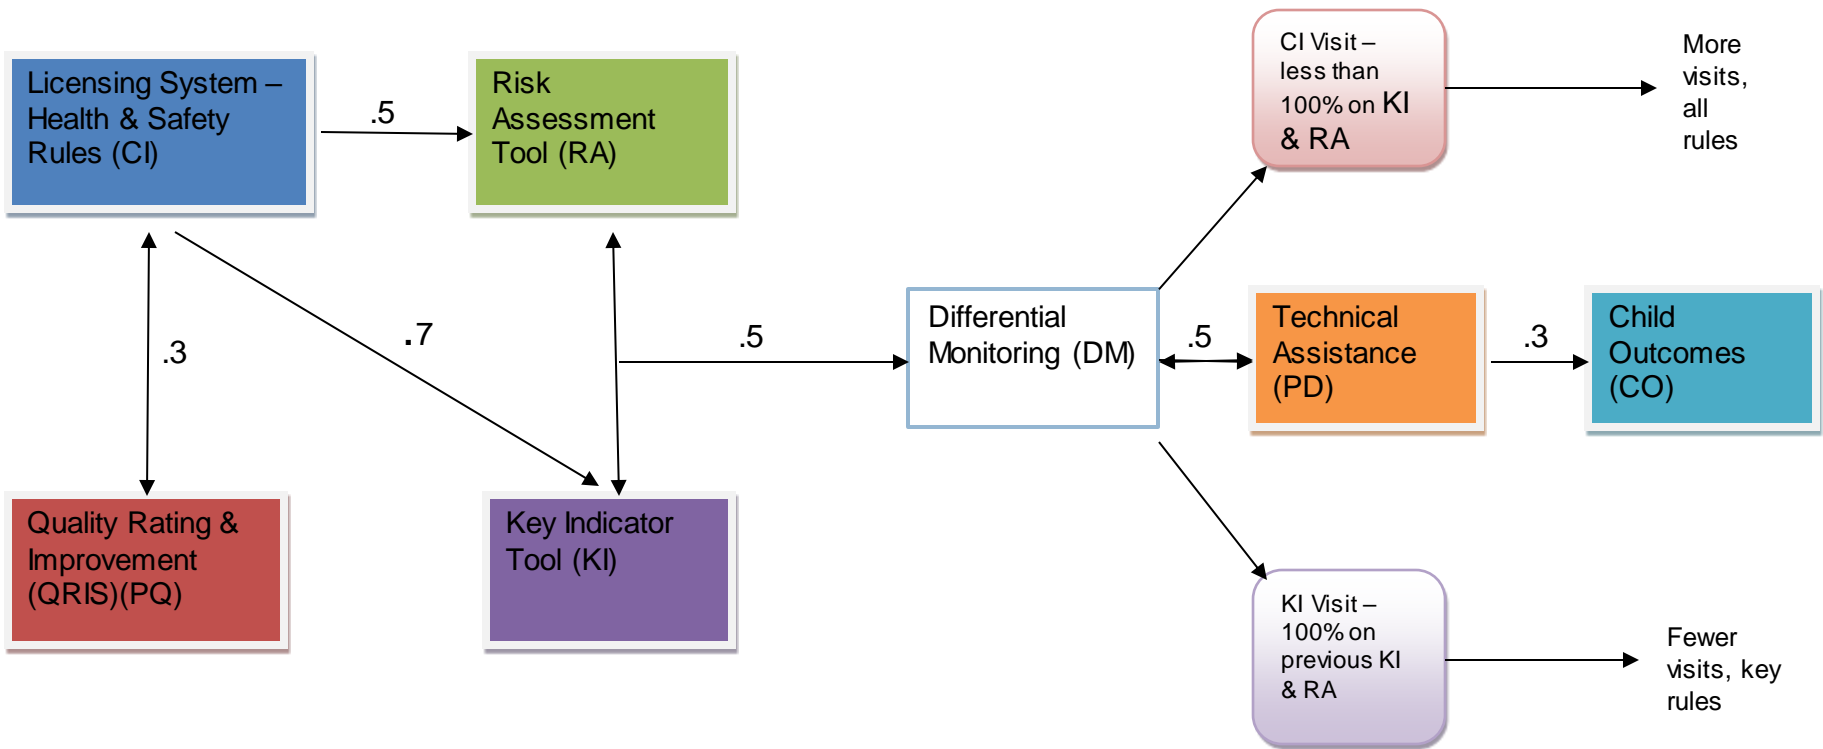 Licensing System –
Health & Safety
Rules (CI)
.5
Risk
Assessment
Tool (RA)
CI Visit –
less than
100% on KI
& RA
More
visits,
all
rules
.3
.7
.5
Differential
Monitoring (DM)
.5
Technical
Assistance
(PD)
.3
Child
Outcomes
(CO)
Quality Rating &
Improvement
(QRIS)(PQ)
Key Indicator
Tool (KI)
KI Visit –
100% on
previous KI
& RA
Fewer
visits, key
rules